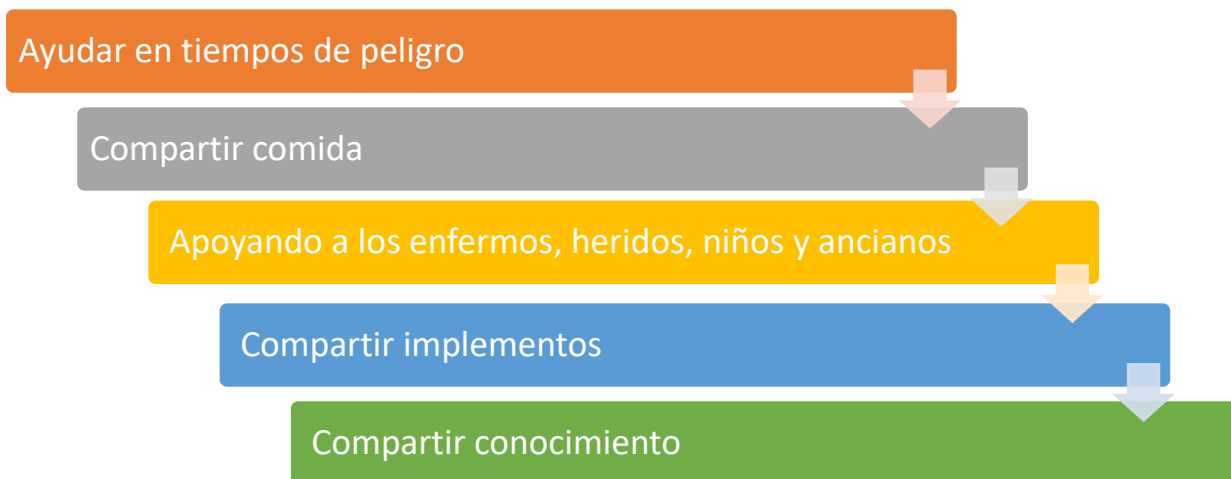 Ayudar en tiempos de peligro
Compartir comida
Apoyando a los enfermos, heridos, niños y ancianos
Compartir implementos
Compartir conocimiento